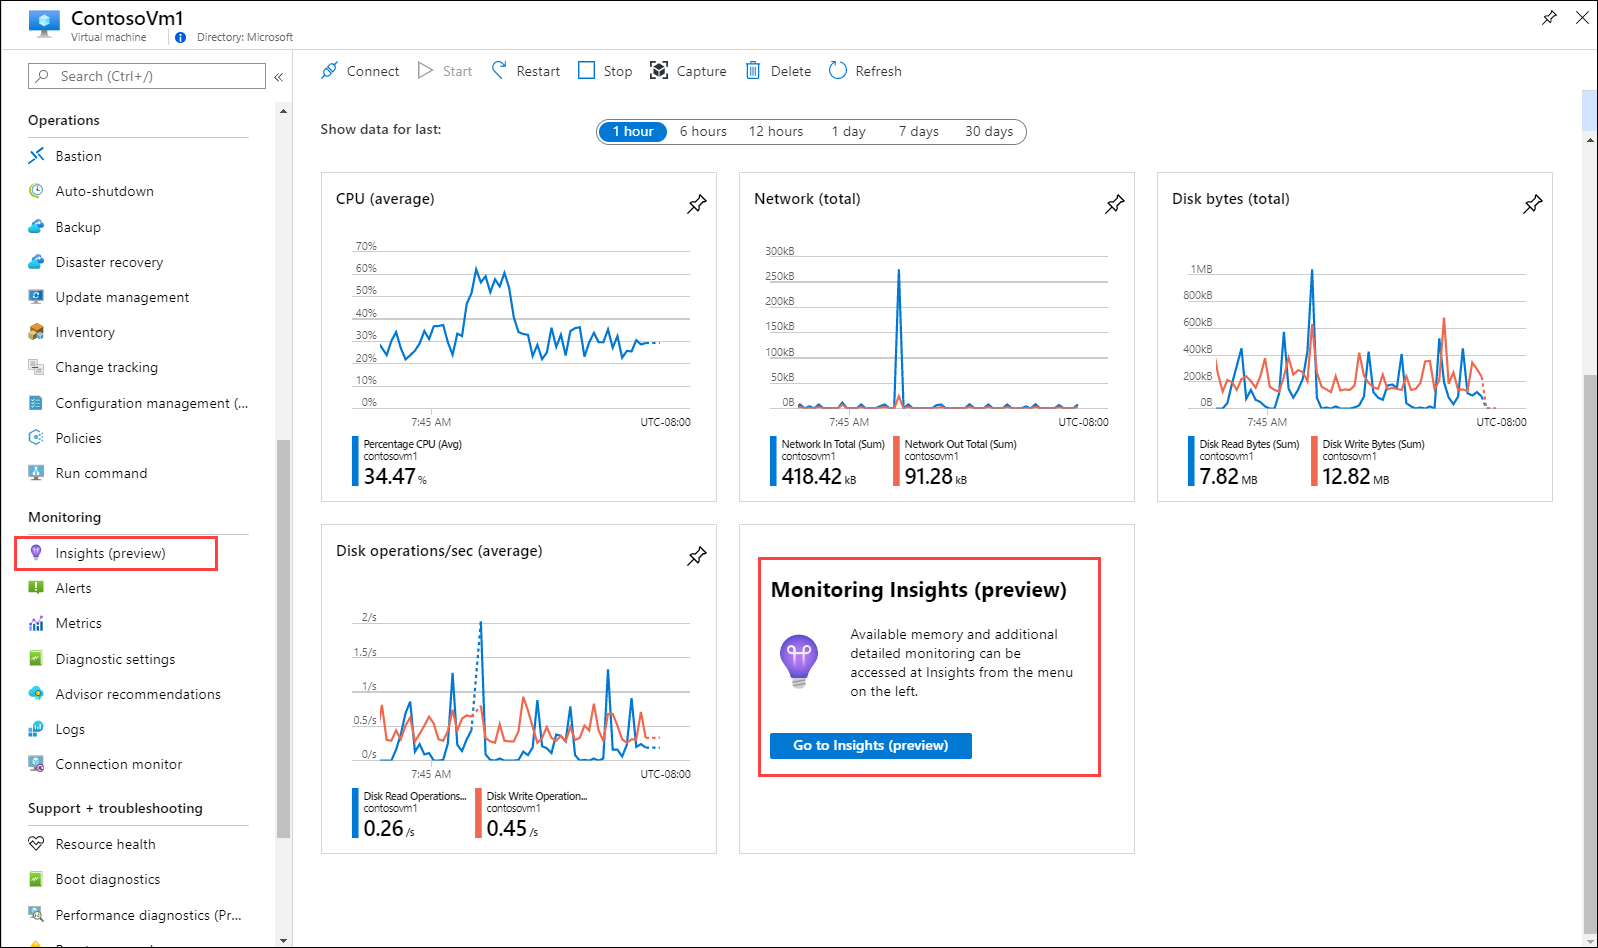 ContosoVm1
Virtual machine
Directory: Microsoft
Search (Ctrl+/)
«
Operations
Bastion
Auto-shutdown
Backup
Disaster recovery
Update management
Inventory
Change tracking
Configuration management (...
Policies
Run command
Monitoring
Insights (preview)
Alerts
Metrics
Diagnostic settings
Advisor recommendations
Logs
Connection monitor
Support + troubleshooting
Resource health
Boot diagnostics
Performance diagnostics (Pr...
Connect Start Restart Stop Capture Delete Refresh
Show data for last:
1 hour 6 hours 12 hours 1 day 7 days 30 days
CPU (average)
70%
60%
50%
40%
30%
20%
10%
0%
7:45 AM UTC-08:00
Percentage CPU (Avg)
contosovm1
34.47 %
Network (total)
300kB
250kB
200kB
150kB
100kB
50kB
0B
7:45 AM UTC-08:00
Network In Total (Sum)
contosovm1
418.42 kB
Network Out Total (Sum)
contosovm1
91.28 kB
Disk bytes (total)
1MB
800kB
600kB
400kB
200kB
0B
7:45 AM UTC-08:00
Disk Read Bytes (Sum)
contosovm1
7.82 MB
Disk Write Bytes (Sum)
contosovm1
12.82 MB
Disk operations/sec (average)
2/s
1.5/s
1/s
0.5/s
0/s
7:45 AM UTC-08:00
Disk Read Operations...
contosovm1
0.26 /s
Disk Write Operation...
contosovm1
0.45 /s
Monitoring Insights (preview)
Available memory and additional
detailed monitoring can be
accessed at Insights from the menu
on the left.
Go to Insights (preview)